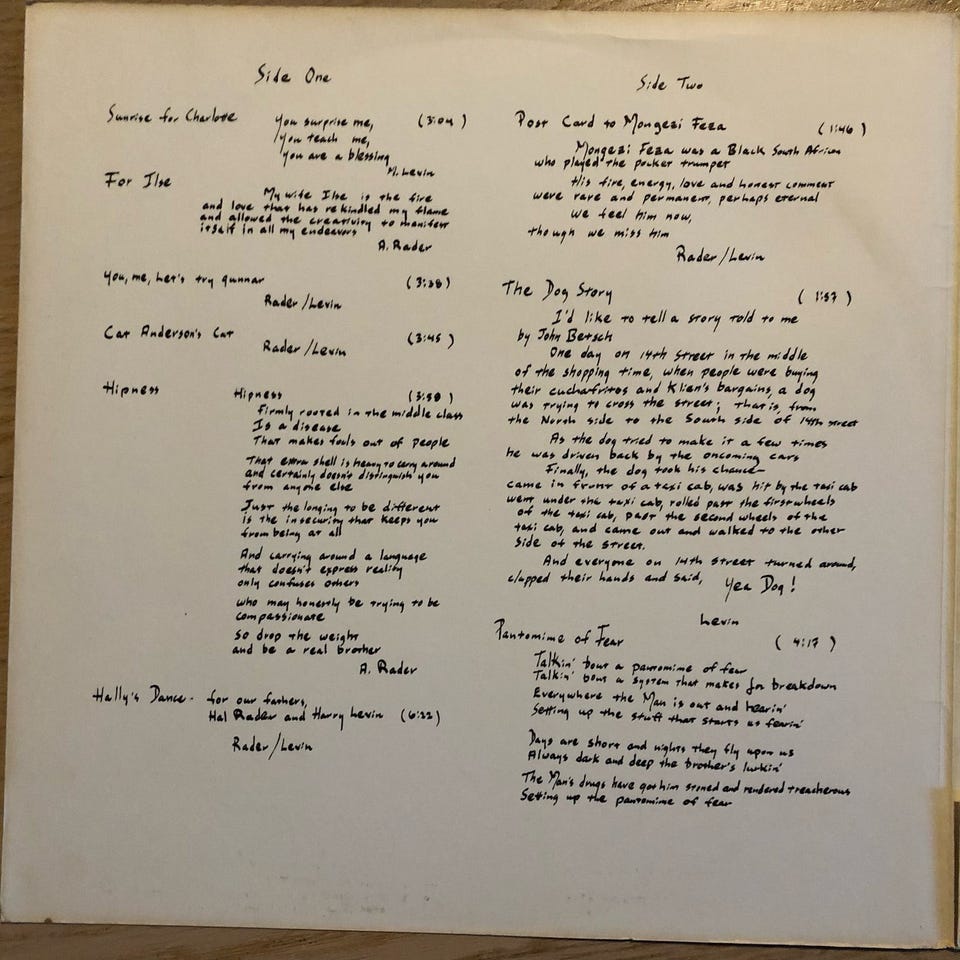 Side One
Sunrise for Charlotte
You surprise me, (3:04)
You teach me,
You are a blessing
M. Levin
For Ilse
My wife Ilse is the fire
and love that has rekindled my flame
and allowed the creativity to manifest
itself in all my endeavors
A. Rader
You, me, Let's try gunnar (3:38)
Rader/Levin
Cat Anderson's Cat (3:45)
Rader/Levin
Hipness
Hipness (3:50)
Firmly rooted in the middle class
Is a disease
That makes fouls out of people
That extra shell is heavy to carry around
and certainly doesn't distinguish you
from anyone else
Just the longing to be different
is the insecurity that keeps you
from being at all
And carrying around a language
that doesn't express reality
only confuses others
who may honestly be trying to be
compassionate
So drop the weight
and be a real brother
A. Rader
Hally's Dance - for our fathers,
Hal Rader and Harry Levin (6:22)
Rader/Levin
Side Two
Post Card to Mongezi Feza (1:46)
Mongezi Feza was a Black South African
who played the pocket trumpet
His fire, energy, love and honest comment
were rare and permanent, perhaps eternal
we feel him now,
though we miss him
Rader/Levin
The Dog Story (1:57)
I'd like to tell a story told to me
by John Betsch
One day on 14th Street in the middle
of the shopping time, when people were buying
their cuchafritos and Klien's bargains, a dog
was trying to cross the street; that is, from
the North side to the South side of 14th street
As the dog tried to make it a few times
he was driven back by the oncoming cars
Finally, the dog took his chance—
came in front of a taxi cab, was hit by the taxi cab
went under the taxi cab, rolled past the first wheels
of the taxi cab, past the second wheels of the
taxi cab, and came out and walked to the other
side of the street.
And everyone on 14th street turned around,
clapped their hands and said, Yea Dog!
Levin
Pantomime of Fear (4:17)
Talkin' bout a pantomime of fear
Talkin' bout a system that makes for breakdown
Everywhere the Man is out and tearin'
Setting up the stuff that starts us fearin'
Days are short and nights they fly upon us
Always dark and deep the brother's lurkin'
The Man's drugs have got him stoned and rendered treacherous
Setting up the pantomime of fear